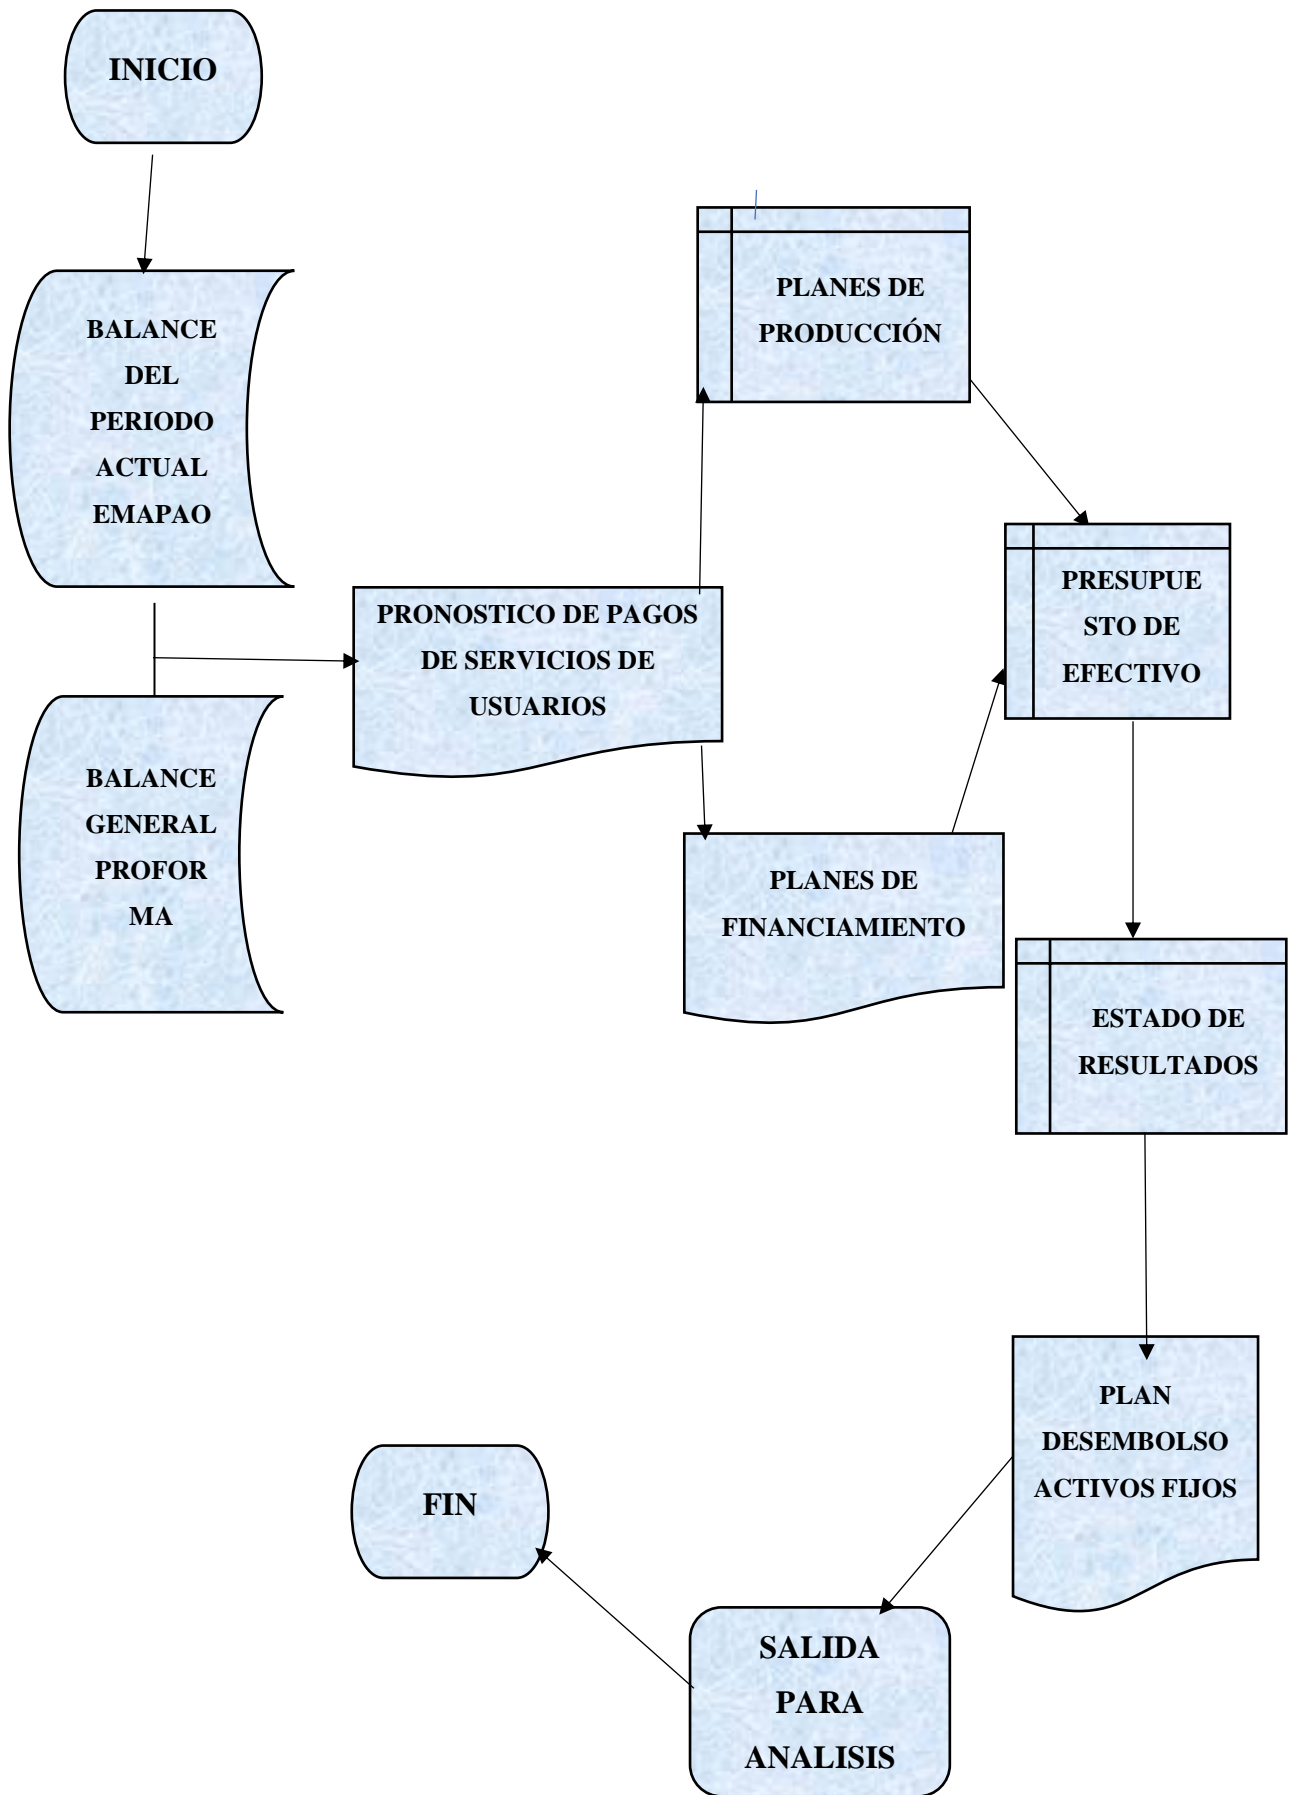 INICIO
BALANCE
DEL
PERIODO
ACTUAL
EMAPAO
BALANCE
GENERAL
PROFOR
MA
PRONOSTICO DE PAGOS
DE SERVICIOS DE
USUARIOS
PLANES DE
PRODUCCIÓN
PLANES DE
FINANCIAMIENTO
PRESUPUE
STO DE
EFECTIVO
ESTADO DE
RESULTADOS
PLAN
DESEMBOLSO
ACTIVOS FIJOS
SALIDA
PARA
ANALISIS
FIN